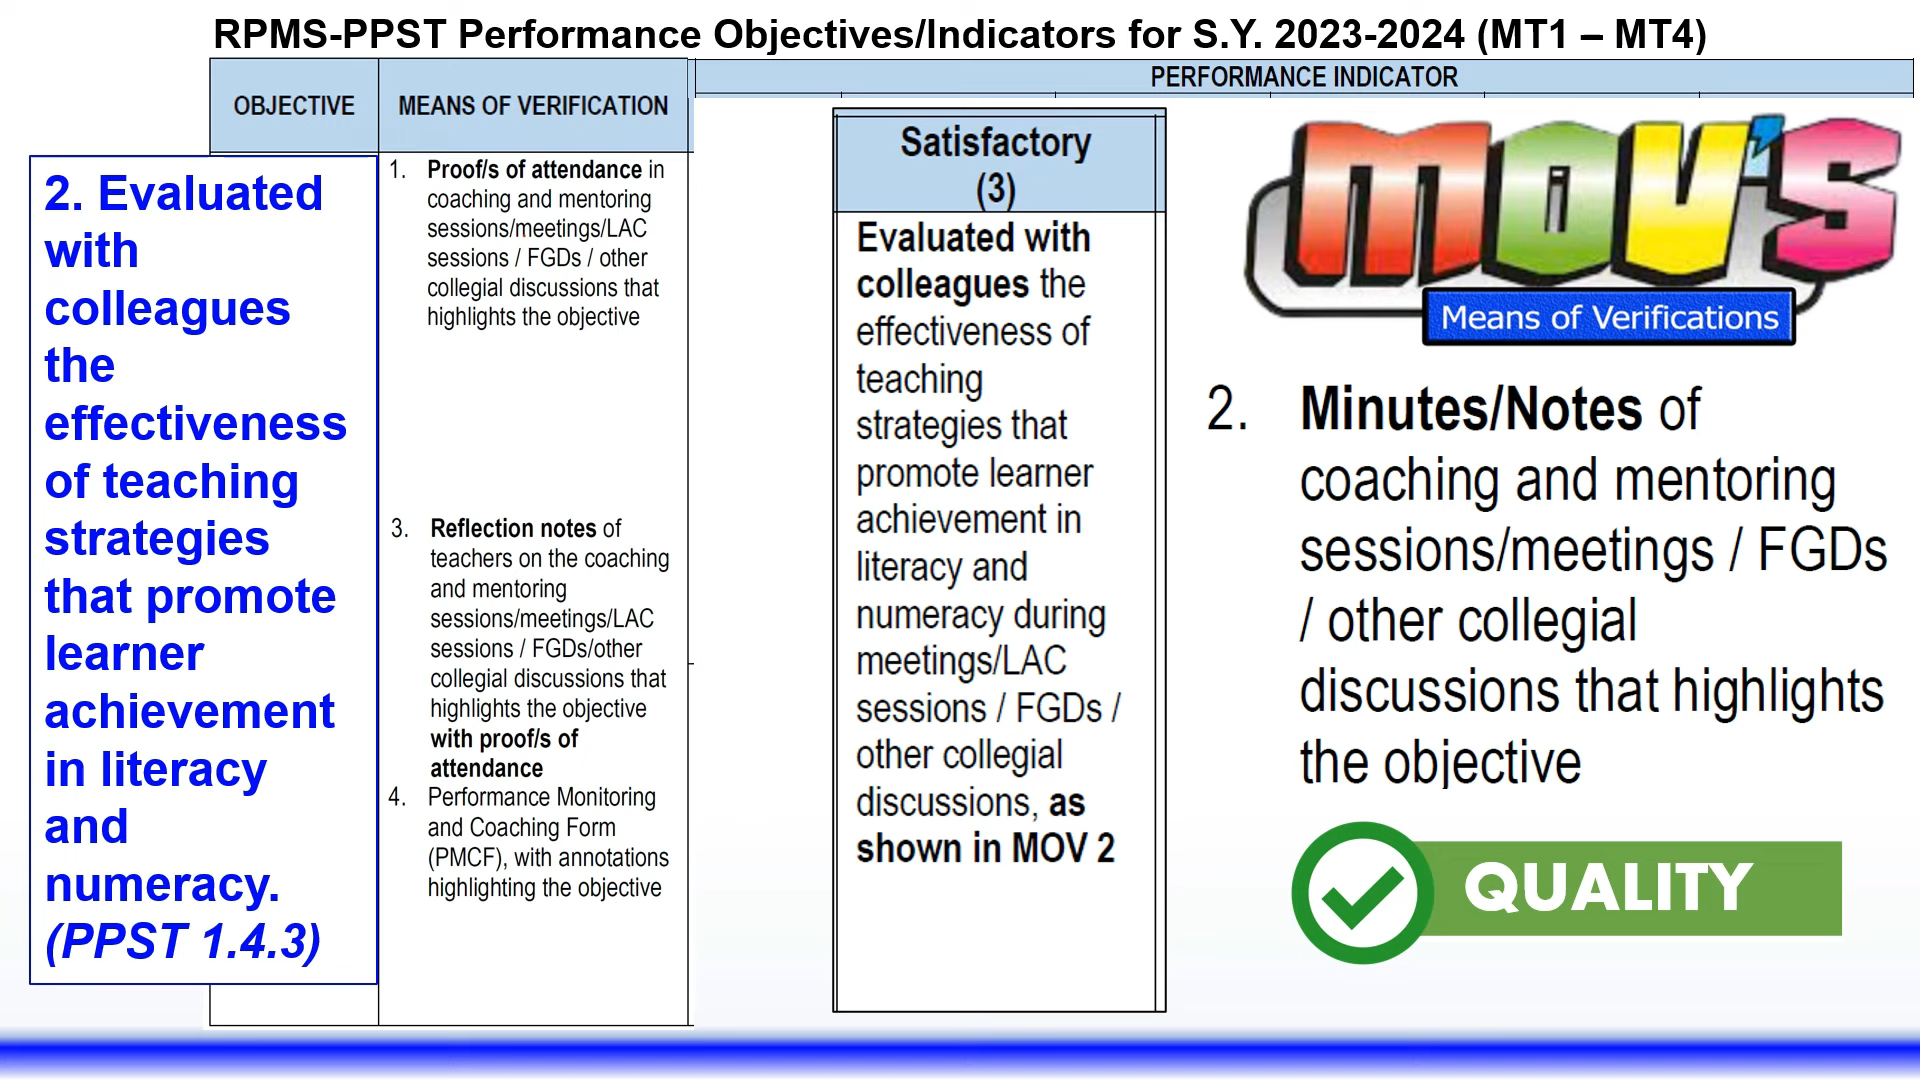 RPMS-PPST Performance Objectives/Indicators for S.Y. 2023-2024 (MT1 – MT4)
OBJECTIVE
MEANS OF VERIFICATION
PERFORMANCE INDICATOR
2. Evaluated
with
colleagues
the
effectiveness
of teaching
strategies
that promote
learner
achievement
in literacy
and
numeracy.
(PPST 1.4.3)
1. Proof/s of attendance in
coaching and mentoring
sessions/meetings/LAC
sessions / FGDs / other
collegial discussions that
highlights the objective
3. Reflection notes of
teachers on the coaching
and mentoring
sessions/meetings/LAC
sessions / FGDs/other
collegial discussions that
highlights the objective
with proof/s of
attendance
4. Performance Monitoring
and Coaching Form
(PMCF), with annotations
highlighting the objective
Satisfactory
(3)
Evaluated with
colleagues the
effectiveness of
teaching
strategies that
promote learner
achievement in
literacy and
numeracy during
meetings/LAC
sessions / FGDs /
other collegial
discussions, as
shown in MOV 2
MOV'S
Means of Verifications
2. Minutes/Notes of
coaching and mentoring
sessions/meetings / FGDs
/ other collegial
discussions that highlights
the objective
QUALITY